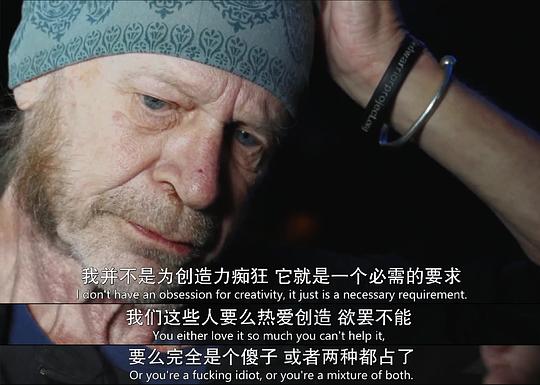 我并不是为创造力痴狂 它就是一个必需的要求
I don't have an obsession for creativity, it just is a necessary requirement.
我们这些人要么热爱创造 欲罢不能
You either love it so much you can't help it,
要么完全是个傻子 或者两种都占了
Or you're a fucking idiot, or you're a mixture of both.